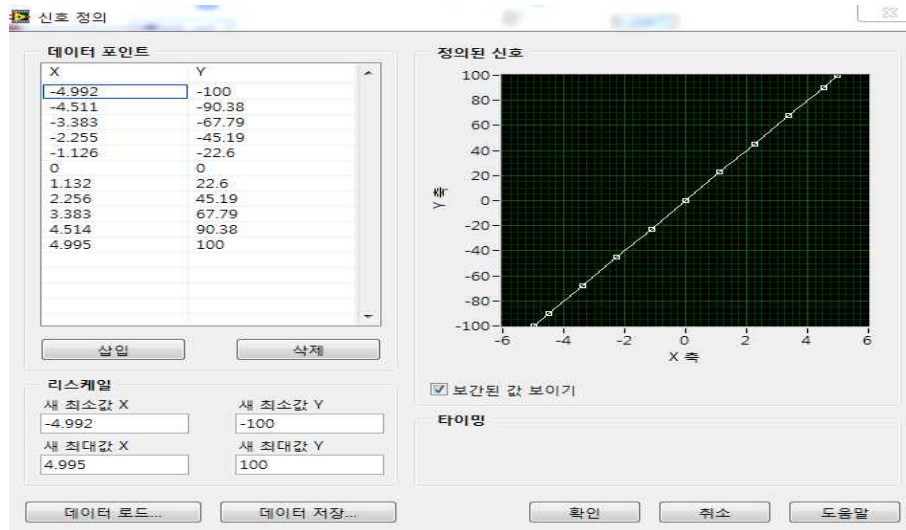 신호 정의
데이터 포인트
X Y
-4.992 -100
-4.511 -90.38
-3.383 -67.79
-2.255 -45.19
-1.126 -22.6
0 0
1.132 22.6
2.256 45.19
3.383 67.79
4.514 90.38
4.995 100
삽입 삭제
리스케일
새 최소값 X 새 최소값 Y
-4.992 -100
새 최대값 X 새 최대값 Y
4.995 100
데이터 로드... 데이터 저장...
정의된 신호
100
80
60
40
20
0
-20
-40
-60
-80
-100
Y 축
-6 -4 -2 0 2 4 6
X 축
보간된 값 보이기
타이밍
확인 취소 도움말